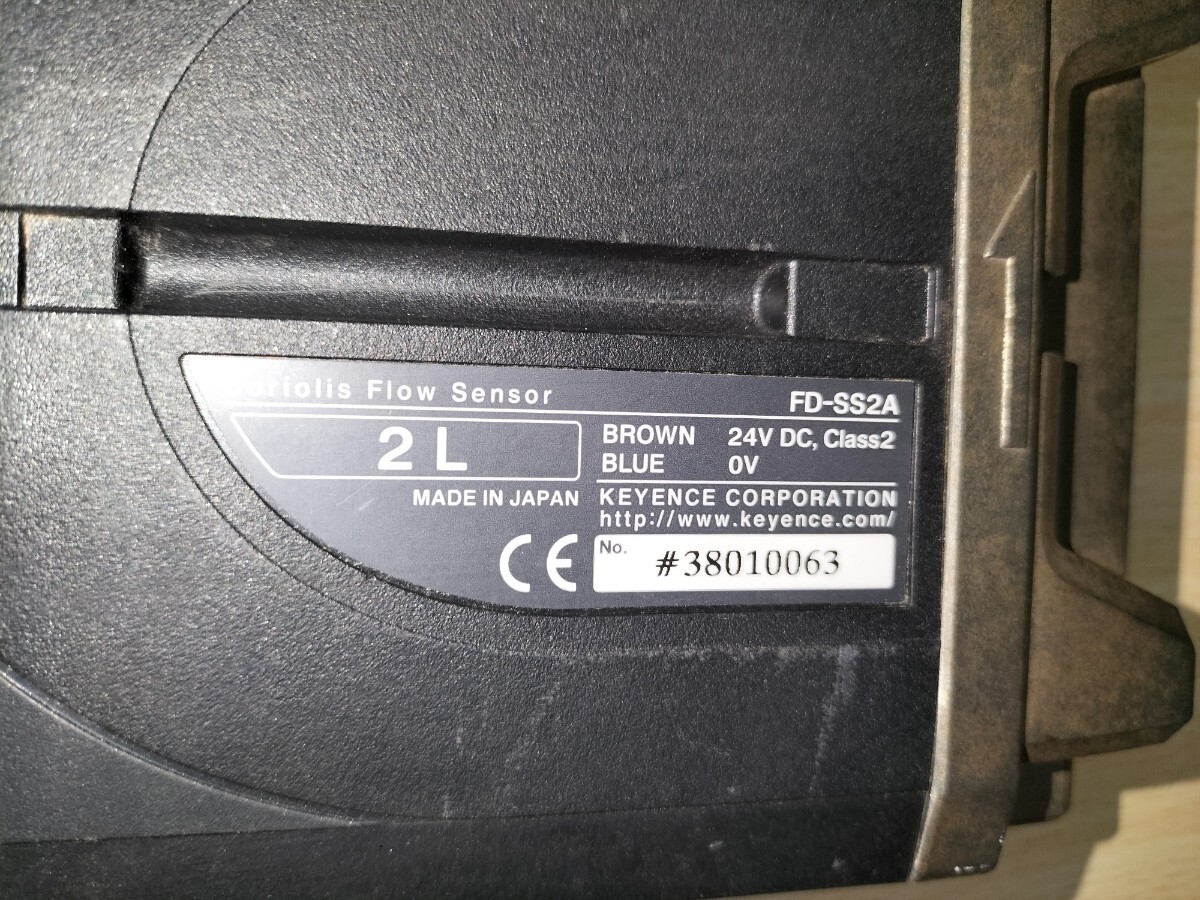 Coriolis Flow Sensor FD-SS2A
2 L
BROWN 24V DC, Class2
BLUE 0V
MADE IN JAPAN
KEYENCE CORPORATION
http://www.keyence.com/
CE
No. #38010063